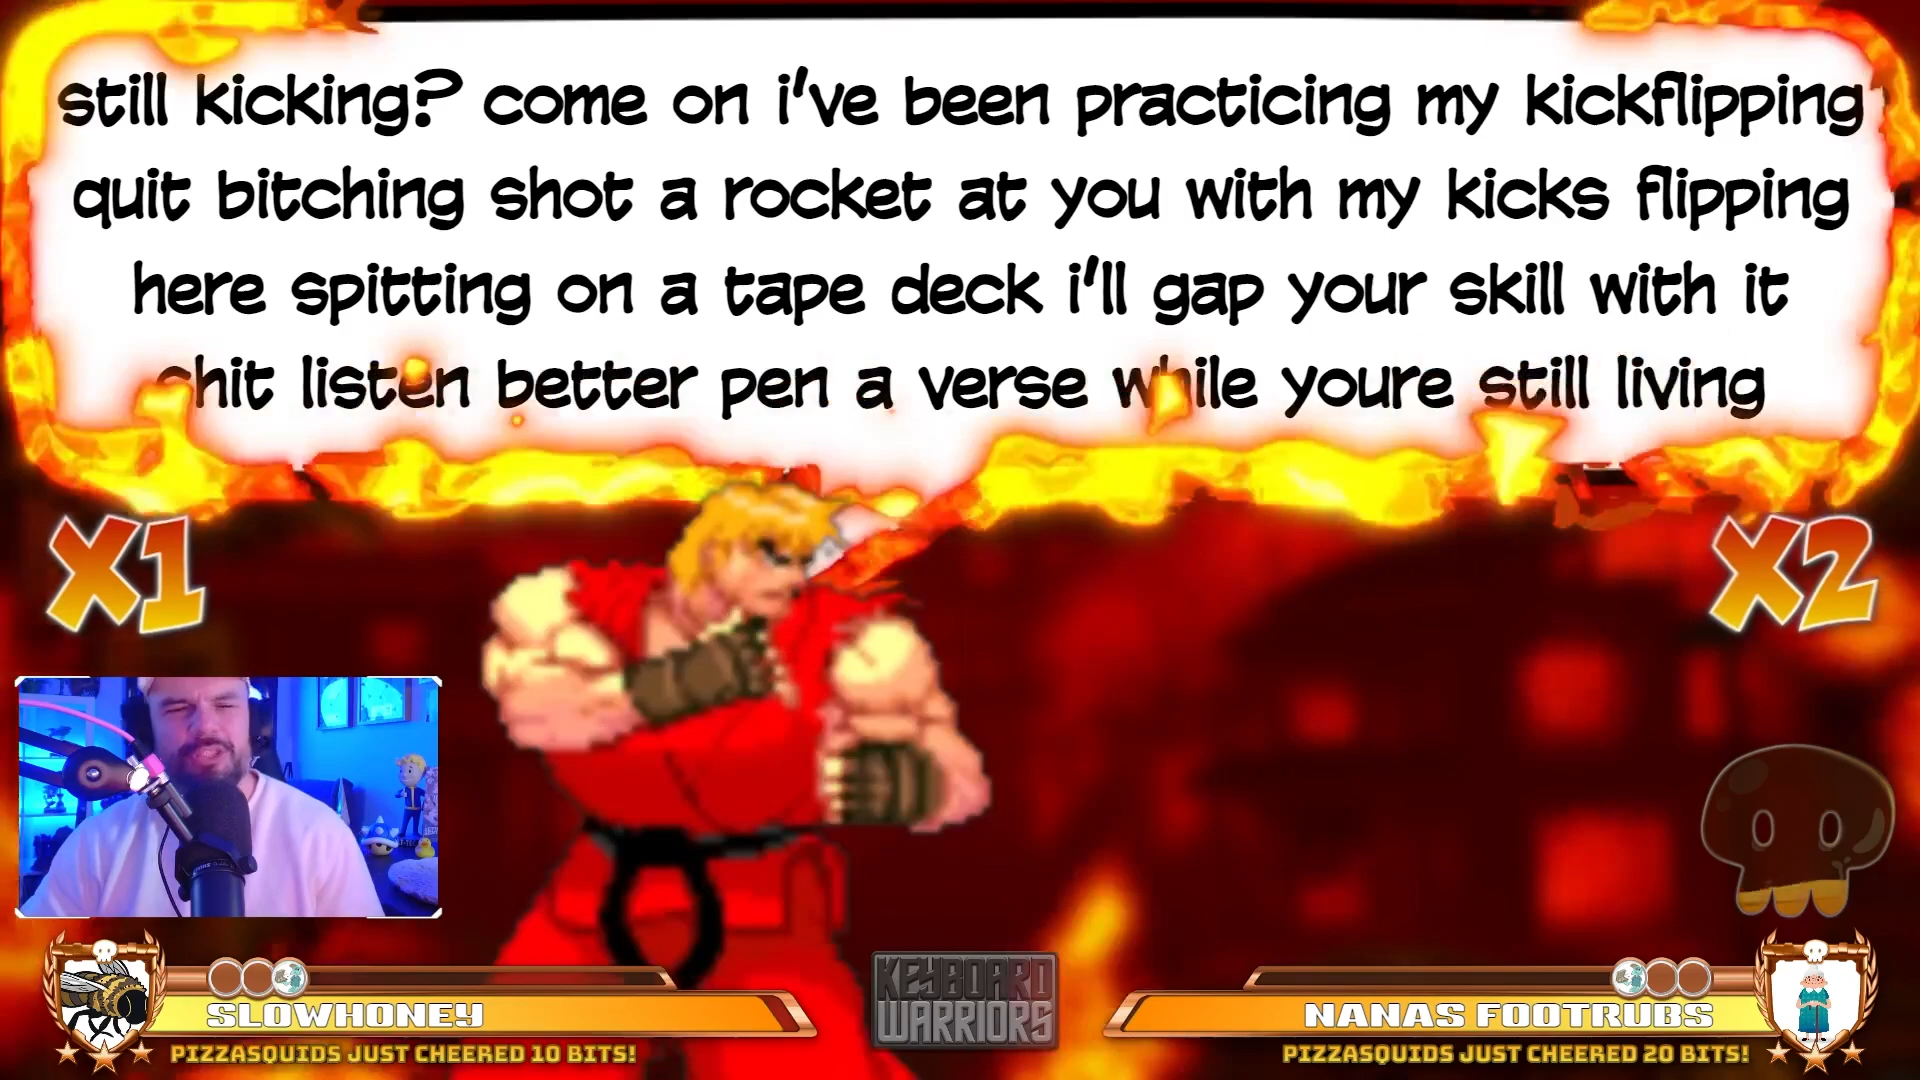 still kicking? come on i've been practicing my kickflipping
quit bitching shot a rocket at you with my kicks flipping
here spitting on a tape deck i'll gap your skill with it
shit listen better pen a verse while youre still living
X1
X2
SLOWHONEY
PIZZASQUIDS JUST CHEERED 10 BITS!
KEYBOARD
WARRIORS
NANAS FOOTRUBS
PIZZASQUIDS JUST CHEERED 20 BITS!